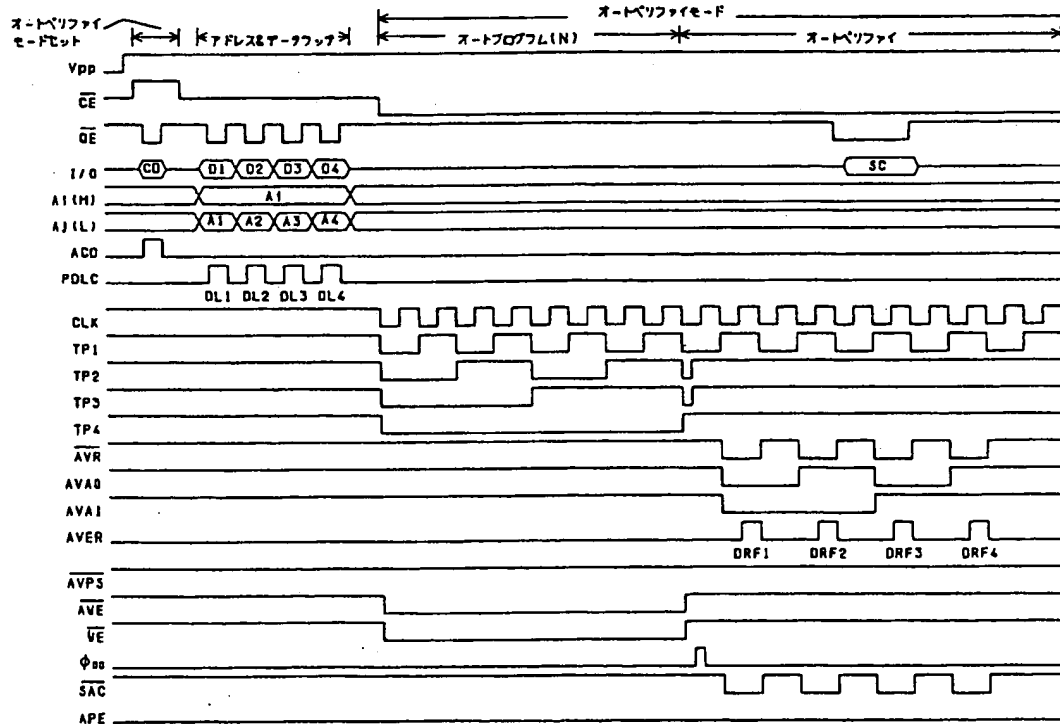 オートベリファイモード
オートベリファイ
モードセット
アドレス&データラッチ
オートプログラム(N)
オートベリファイ
Vpp
CE
OE
I/O
CD
D1
D2
D3
D4
SC
Ai(H)
Ai
Aj(L)
A1
A2
A3
A4
ACO
PDLC
DL1
DL2
DL3
DL4
CLK
TP1
TP2
TP3
TP4
AVR
AVA0
AVA1
AVER
DRF1
DRF2
DRF3
DRF4
AVPS
AVE
WE
SAC
APE